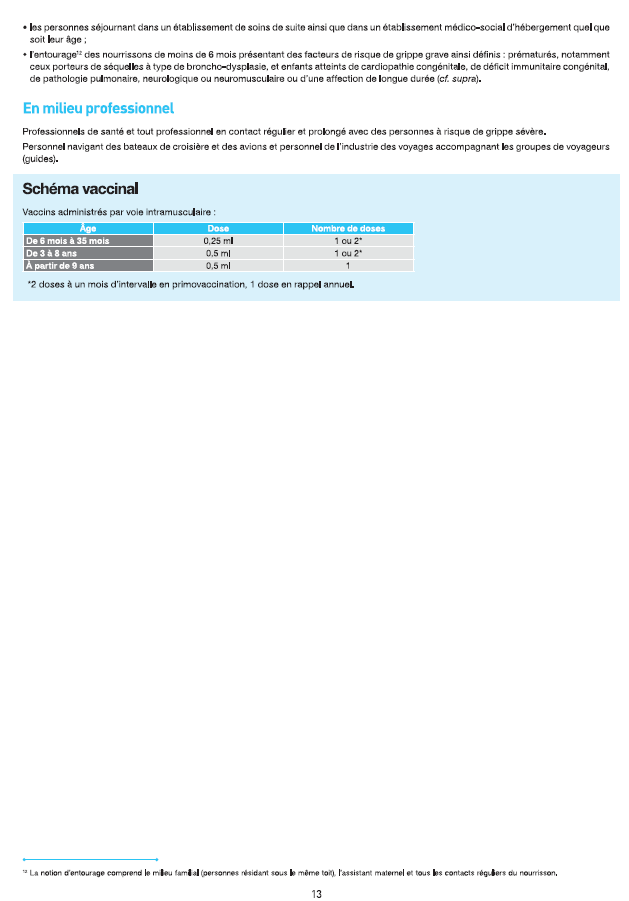 • les personnes séjournant dans un établissement de soins de suite ainsi que dans un établissement médico-social d'hébergement quel que
soit leur âge ;
• l'entourage¹² des nourrissons de moins de 6 mois présentant des facteurs de risque de grippe grave ainsi définis : prématurés, notamment
ceux porteurs de séquelles à type de broncho-dysplasie, et enfants atteints de cardiopathie congénitale, de déficit immunitaire congénital,
de pathologie pulmonaire, neurologique ou neuromusculaire ou d'une affection de longue durée (cf. supra).
En milieu professionnel
Professionnels de santé et tout professionnel en contact régulier et prolongé avec des personnes à risque de grippe sévère.
Personnel navigant des bateaux de croisière et des avions et personnel de l'industrie des voyages accompagnant les groupes de voyageurs
(guides).
Schéma vaccinal
Vaccins administrés par voie intramusculaire :
Âge Dose Nombre de doses
De 6 mois à 35 mois 0,25 ml 1 ou 2*
De 3 à 8 ans 0,5 ml 1 ou 2*
À partir de 9 ans 0,5 ml 1
*2 doses à un mois d'intervalle en primovaccination, 1 dose en rappel annuel.
¹² La notion d'entourage comprend le milieu familial (personnes résidant sous le même toit), l'assistant maternel et tous les contacts réguliers du nourrisson.
13